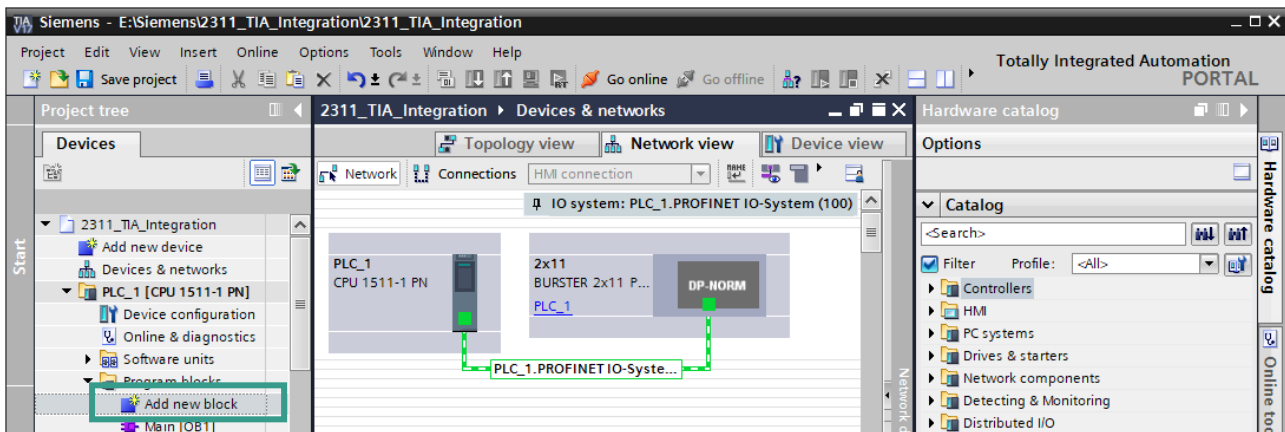 TIA V17 Siemens - E:\Siemens\2311_TIA_Integration\2311_TIA_Integration
Project Edit View Insert Online Options Tools Window Help
Totally Integrated Automation
PORTAL
Save project Go online Go offline
Project tree
Devices
Start
2311_TIA_Integration
Add new device
Devices & networks
PLC_1 [CPU 1511-1 PN]
Device configuration
Online & diagnostics
Software units
Program blocks
Add new block
Main [OB1]
2311_TIA_Integration Devices & networks
Topology view Network view Device view
Network Connections HMI connection
IO system: PLC_1.PROFINET IO-System (100)
PLC_1
CPU 1511-1 PN
2x11
BURSTER 2x11 P...
PLC_1
DP-NORM
PLC_1.PROFINET IO-Syste...
Network d
Hardware catalog
Options
Catalog
<Search>
Filter Profile: <All>
Controllers
HMI
PC systems
Drives & starters
Network components
Detecting & Monitoring
Distributed I/O
Hardware catalog
Online too